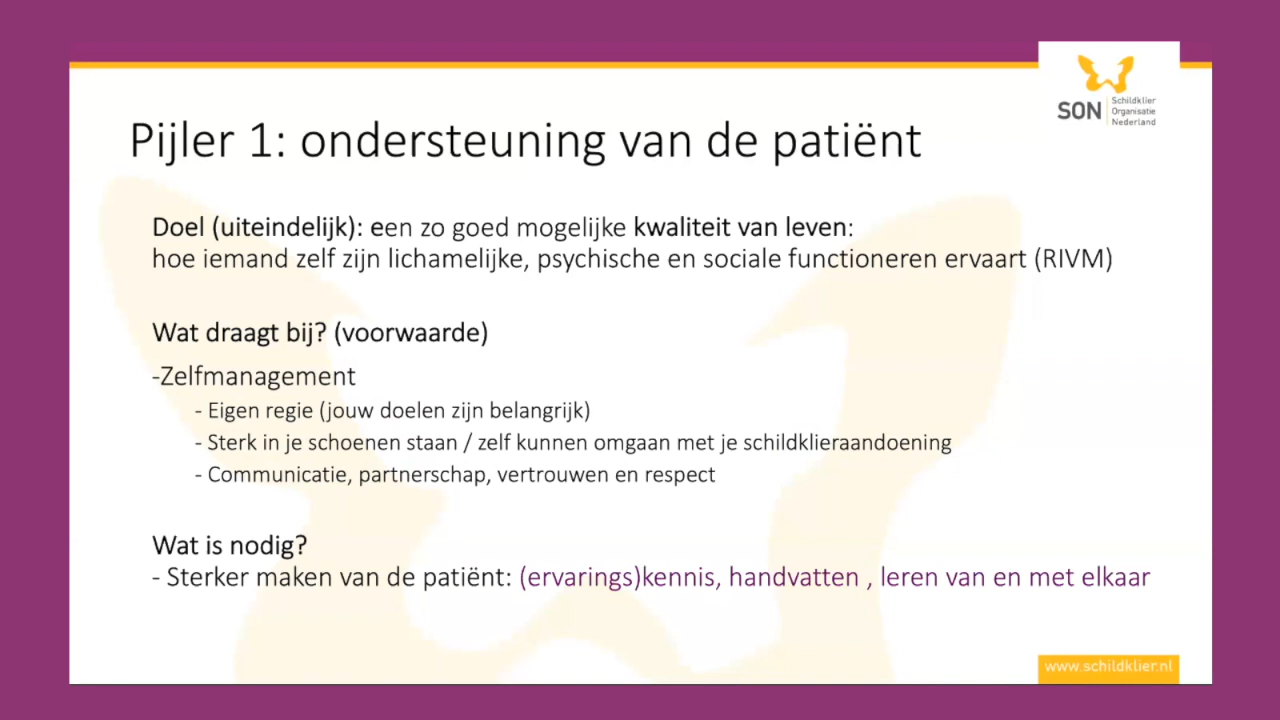 SON
Schildklier
Organisatie
Nederland
Pijler 1: ondersteuning van de patiënt
Doel (uiteindelijk): een zo goed mogelijke kwaliteit van leven:
hoe iemand zelf zijn lichamelijke, psychische en sociale functioneren ervaart (RIVM)
Wat draagt bij? (voorwaarde)
-Zelfmanagement
- Eigen regie (jouw doelen zijn belangrijk)
- Sterk in je schoenen staan / zelf kunnen omgaan met je schildklieraandoening
- Communicatie, partnerschap, vertrouwen en respect
Wat is nodig?
- Sterker maken van de patiënt: (ervarings)kennis, handvatten , leren van en met elkaar
www.schildklier.nl